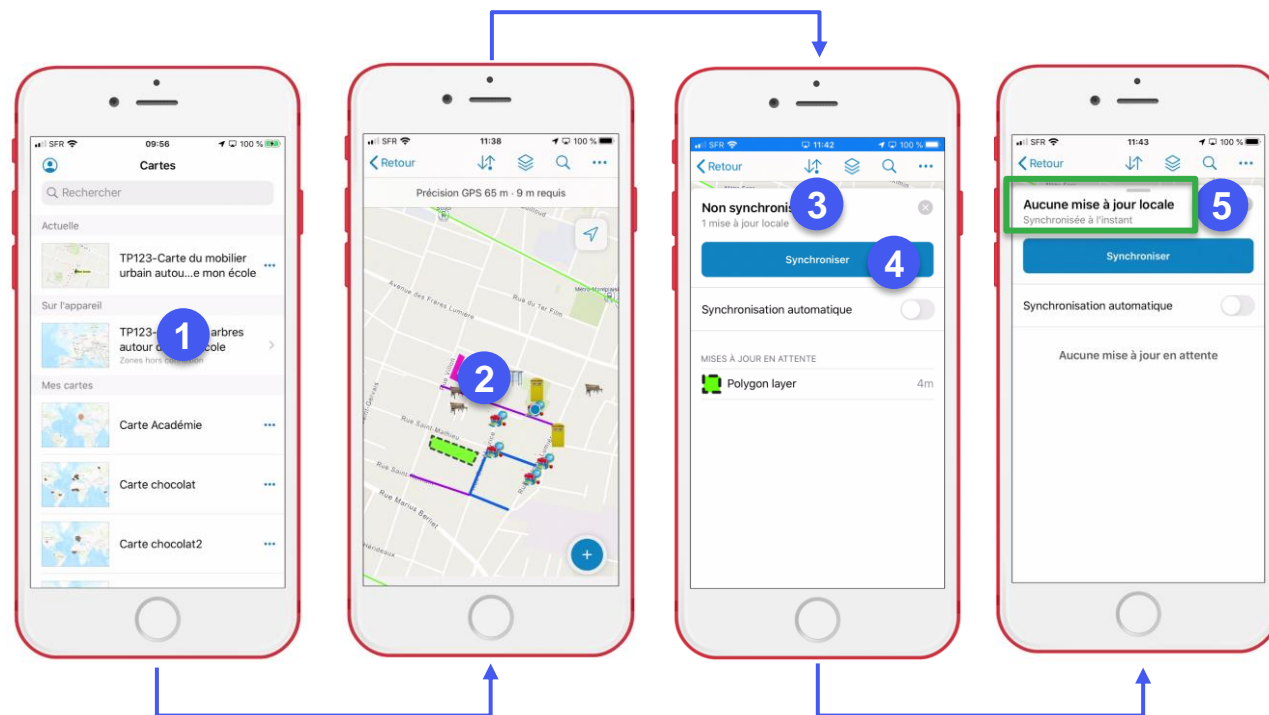 SFR 09:56 100 %
Cartes
Rechercher
Actuelle
TP123-Carte du mobilier
urbain autou...e mon école
Sur l'appareil
TP123- arbres
autour cole
Zones hors
1
Mes cartes
Carte Académie
Carte chocolat
Carte chocolat2
SFR 11:38 100 %
Retour
Précision GPS 65 m · 9 m requis
Avenue des Frères Lumière
Rue du 1er Film
2
Rue Saint-Mathieu
Rue Saint-
Rue Marius Berliet
Hérideaux
+
SFR 11:42 100 %
Retour
Non synchronis
3
1 mise à jour locale
Synchroniser
4
Synchronisation automatique
MISES À JOUR EN ATTENTE
Polygon layer 4m
SFR 11:43 100 %
Retour
Aucune mise à jour locale
Synchronisée à l'instant
5
Synchroniser
Synchronisation automatique
Aucune mise à jour en attente